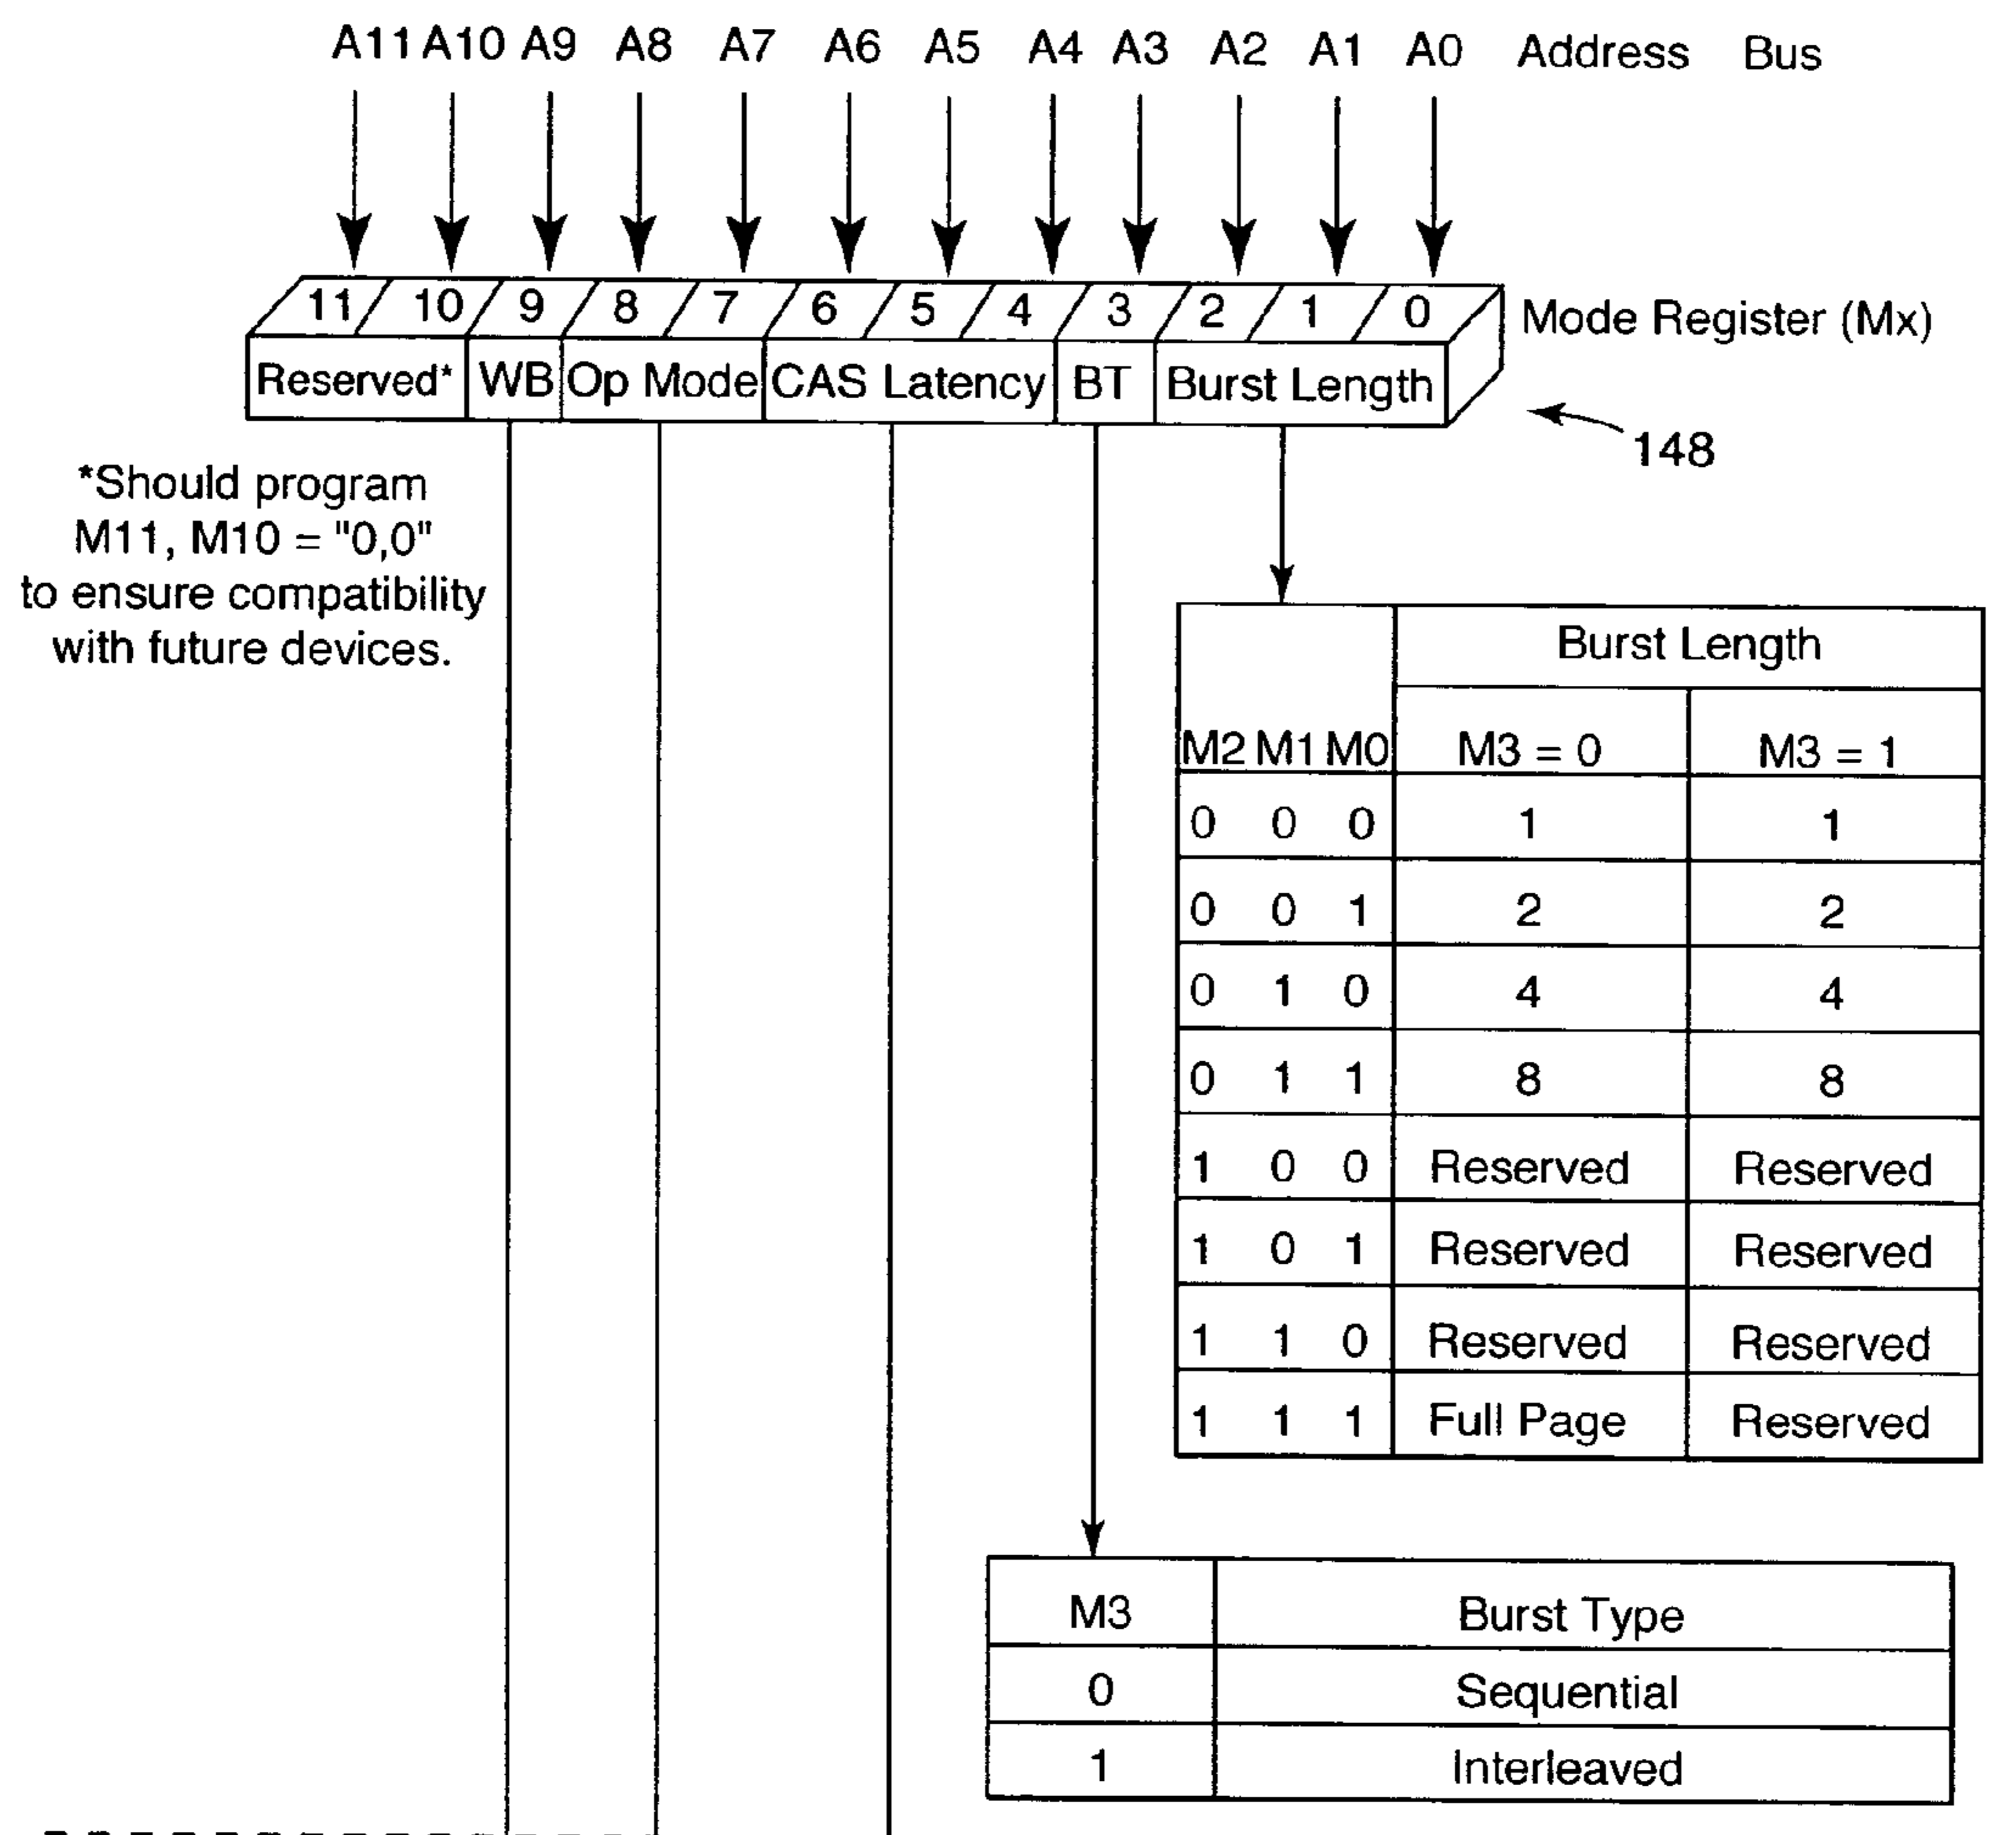 A11 A10 A9 A8 A7 A6 A5 A4 A3 A2 A1 A0 Address Bus
11 10 9 8 7 6 5 4 3 2 1 0 Mode Register (Mx)
Reserved* WB Op Mode CAS Latency BT Burst Length
148
*Should program
M11, M10 = "0,0"
to ensure compatibility
with future devices.
Burst Length
M2 M1 M0 M3 = 0 M3 = 1
0 0 0 1 1
0 0 1 2 2
0 1 0 4 4
0 1 1 8 8
1 0 0 Reserved Reserved
1 0 1 Reserved Reserved
1 1 0 Reserved Reserved
1 1 1 Full Page Reserved
M3 Burst Type
0 Sequential
1 Interleaved